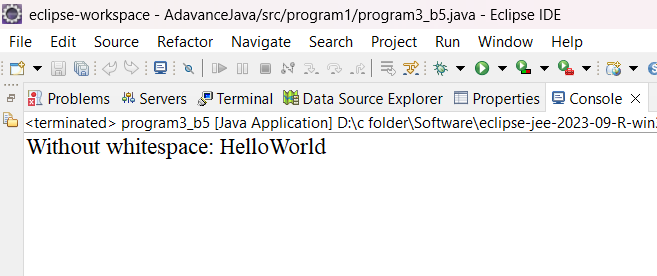 eclipse-workspace - AdavanceJava/src/program1/program3_b5.java - Eclipse IDE
File Edit Source Refactor Navigate Search Project Run Window Help
Problems Servers Terminal Data Source Explorer Properties Console
<terminated> program3_b5 [Java Application] D:\c folder\Software\eclipse-jee-2023-09-R-win
Without whitespace: HelloWorld